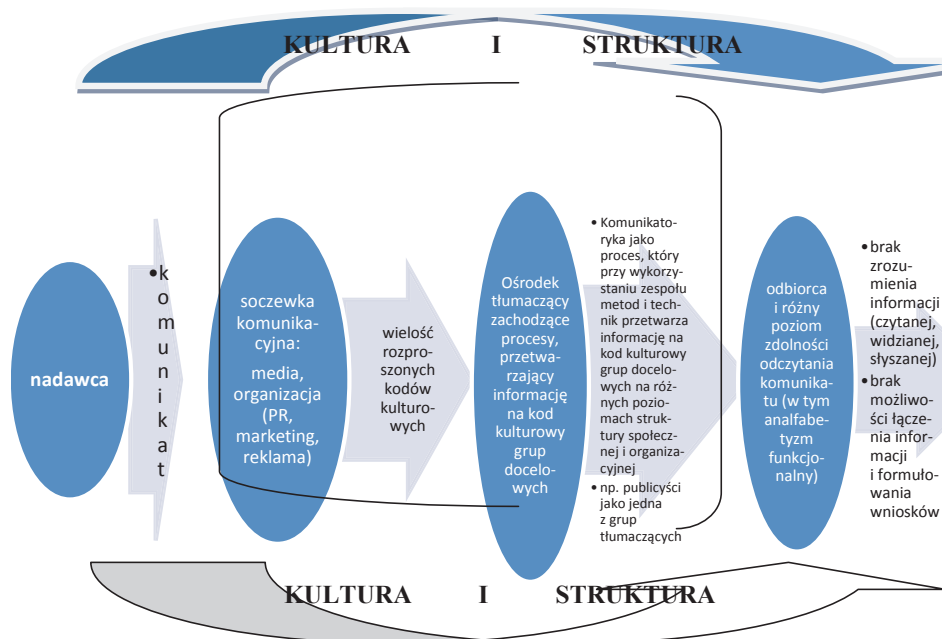 KULTURA I STRUKTURA
nadawca
•k
o
m
u
n
i
k
a
t
soczewka
komunika-
cyjna:
media,
organizacja
(PR,
marketing,
reklama)
wielość
rozpro-
szonych
kodów
kulturo-
wych
Ośrodek
tłumaczący
zachodzące
procesy,
przetwa-
rzający
informację
na kod
kulturowy
grup
docelo-
wych
• Komunikato-
ryka jako
proces, który
przy wykorzy-
staniu zespołu
metod i tech-
nik przetwarza
informację na
kod kulturowy
grup docelo-
wych na róż-
nych pozio-
mach struk-
tury społecz-
nej i organiza-
cyjnej
• np. publicyści
jako jedna
z grup
tłumaczących
odbiorca
i różny
poziom
zdolności
odczytania
komunika-
tu (w tym
analfabe-
tyzm
funkcjo-
nalny)
• brak
zrozu-
mienia
informacji
(czytanej,
widzianej,
słyszanej)
• brak
możliwo-
ści łącze-
nia infor-
macji
i formuło-
wania
wniosków
KULTURA I STRUKTURA